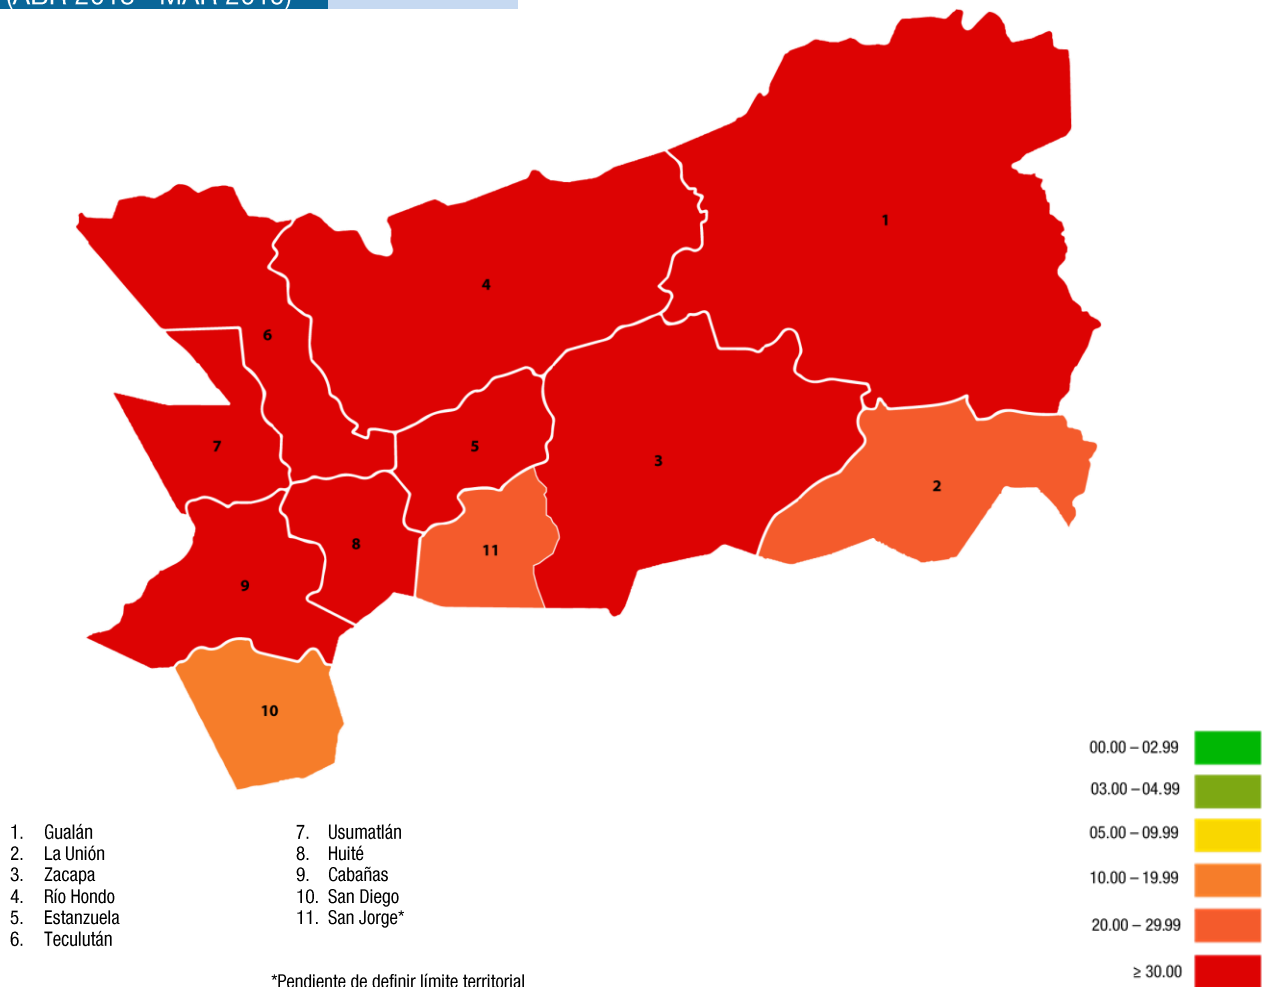 1
4
6
5
7
3
2
8
11
9
10
00.00 – 02.99
03.00 – 04.99
05.00 – 09.99
10.00 – 19.99
20.00 – 29.99
≥ 30.00
1. Gualán
2. La Unión
3. Zacapa
4. Río Hondo
5. Estanzuela
6. Teculután
7. Usumatlán
8. Huité
9. Cabañas
10. San Diego
11. San Jorge*
*Pendiente de definir límite territorial